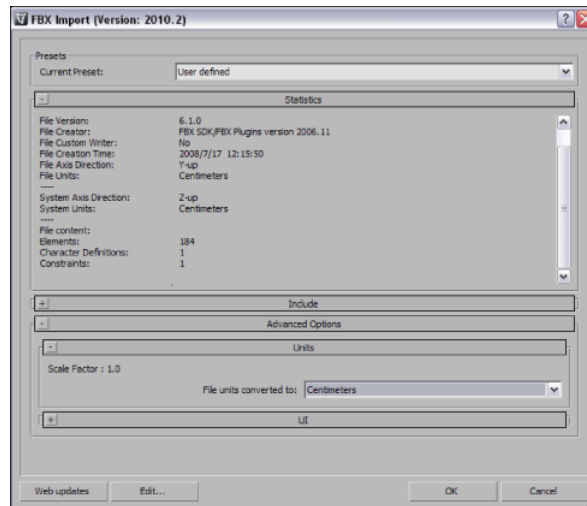 FBX Import (Version: 2010.2)
Presets
Current Preset: User defined
Statistics
File Version: 6.1.0
File Creator: FBX SDK/FBX Plugins version 2006.11
File Custom Writer: No
File Creation Time: 2008/7/17 12:15:50
File Axis Direction: Y-up
File Units: Centimeters
----
System Axis Direction: Z-up
System Units: Centimeters
----
File content:
Elements: 184
Character Definitions: 1
Constraints: 1
Include
Advanced Options
Units
Scale Factor : 1.0
File units converted to: Centimeters
UI
Web updates Edit... OK Cancel